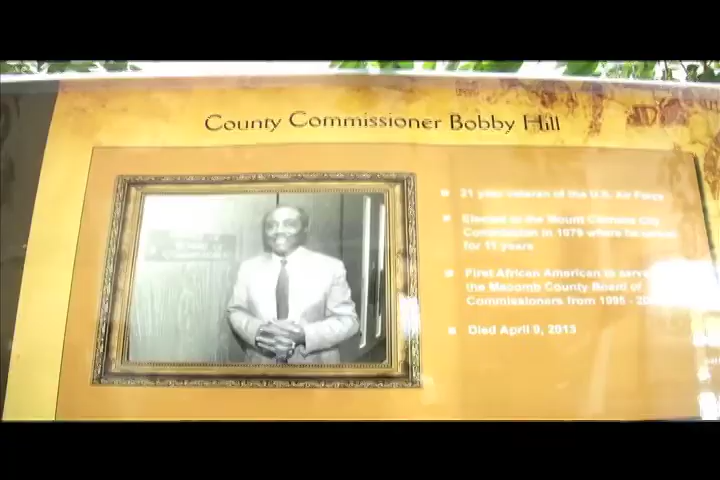 County Commissioner Bobby Hill
21 year veteran of the U.S. Air Force
Elected to the Mount Clemens City
Commission in 1979 where he served
for 11 years
First African American to serve
the Macomb County Board of
Commissioners from 1995 - 20
Died April 9, 2013